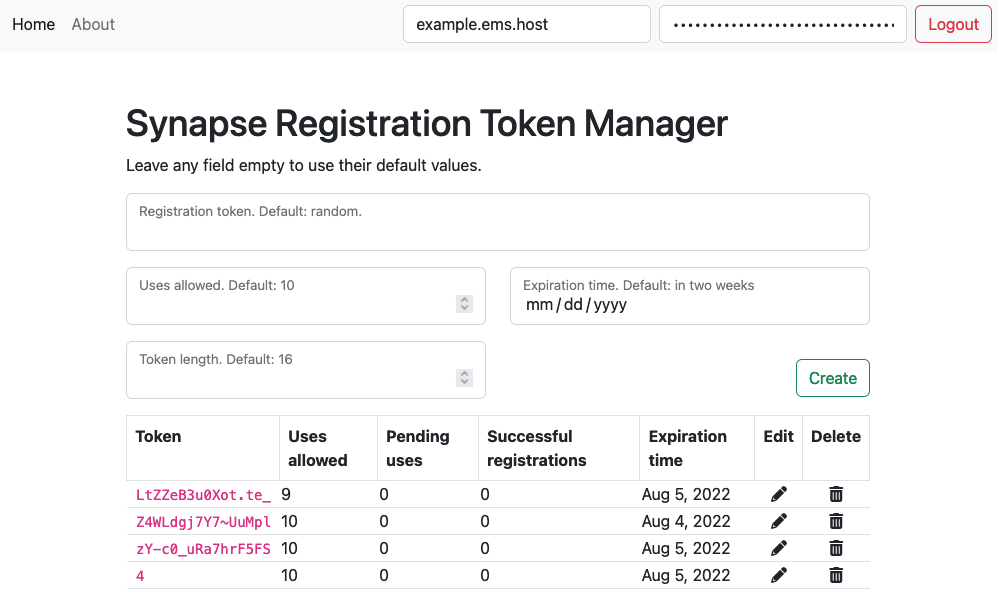 Home About example.ems.host •••••••••••••••••••••••••••••• Logout
Synapse Registration Token Manager
Leave any field empty to use their default values.
Registration token. Default: random.
Uses allowed. Default: 10 Expiration time. Default: in two weeks
mm/dd/yyyy
Token length. Default: 16
Create
Token Uses allowed Pending uses Successful registrations Expiration time Edit Delete
LtZZeB3u0Xot.te_ 9 0 0 Aug 5, 2022
Z4WLdgj7Y7~UuMpl 10 0 0 Aug 4, 2022
zY-c0_uRa7hrF5FS 10 0 0 Aug 5, 2022
4 10 0 0 Aug 5, 2022